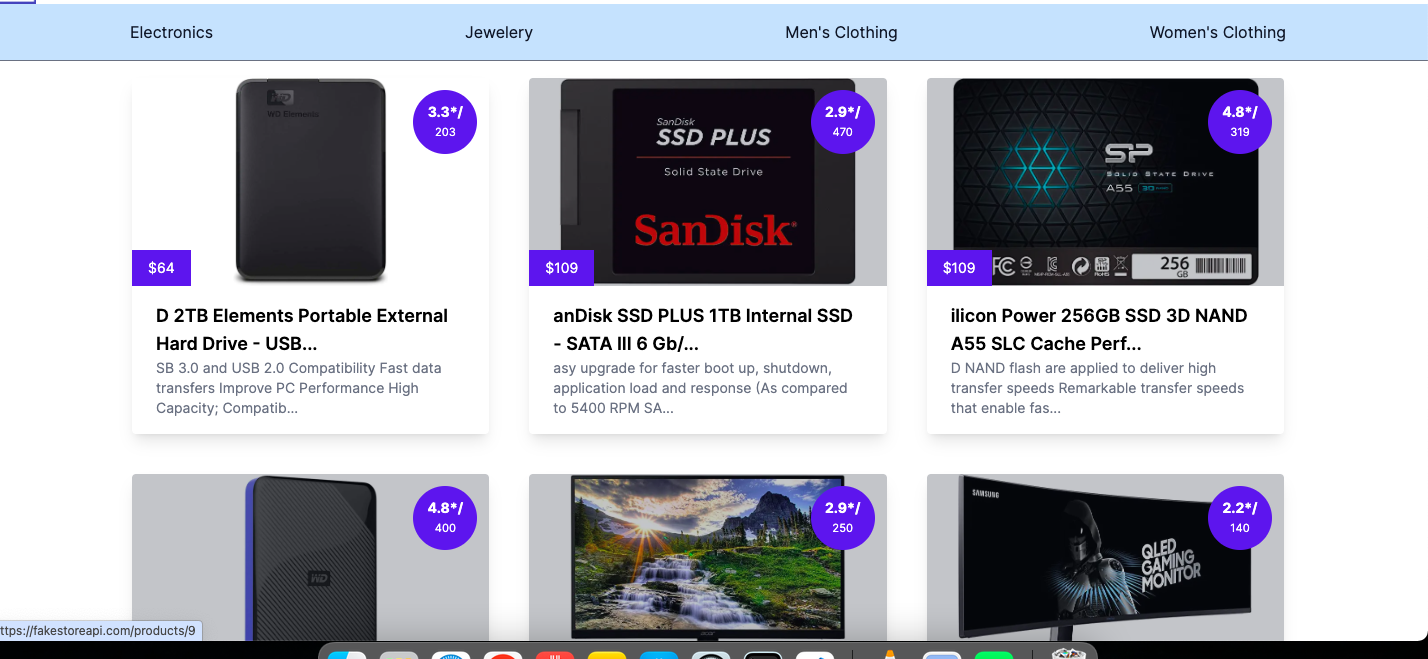 Electronics
Jewelery
Men's Clothing
Women's Clothing
WD
WD Elements
3.3*/
203
$64
D 2TB Elements Portable External
Hard Drive - USB...
SB 3.0 and USB 2.0 Compatibility Fast data
transfers Improve PC Performance High
Capacity; Compatib...
SanDisk
SSD PLUS
Solid State Drive
SanDisk
2.9*/
470
$109
anDisk SSD PLUS 1TB Internal SSD
- SATA III 6 Gb/...
asy upgrade for faster boot up, shutdown,
application load and response (As compared
to 5400 RPM SA...
SP
SOLID STATE DRIVE
A55 3D
4.8*/
319
FC
256
GB
$109
ilicon Power 256GB SSD 3D NAND
A55 SLC Cache Perf...
D NAND flash are applied to deliver high
transfer speeds Remarkable transfer speeds
that enable fas...
4.8*/
400
WD
2.9*/
250
acer
SAMSUNG
QLED
GAMING
MONITOR
2.2*/
140
ttps://fakestoreapi.com/products/9